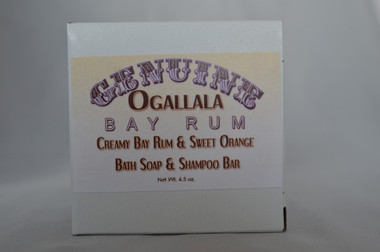 GENUINE
OGALLALA
BAY RUM
CREAMY BAY RUM & SWEET ORANGE
BATH SOAP & SHAMPOO BAR
Net Wt. 4.5 oz.